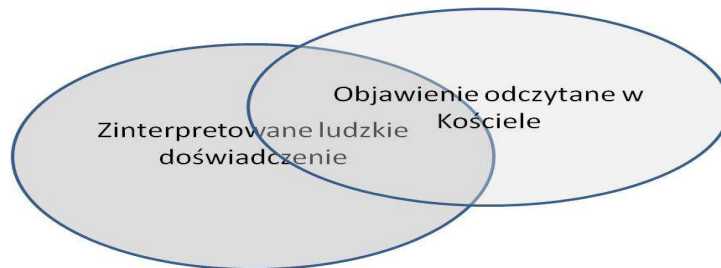 Zinterpretowane ludzkie
doświadczenie
Objawienie odczytane w
Kościele